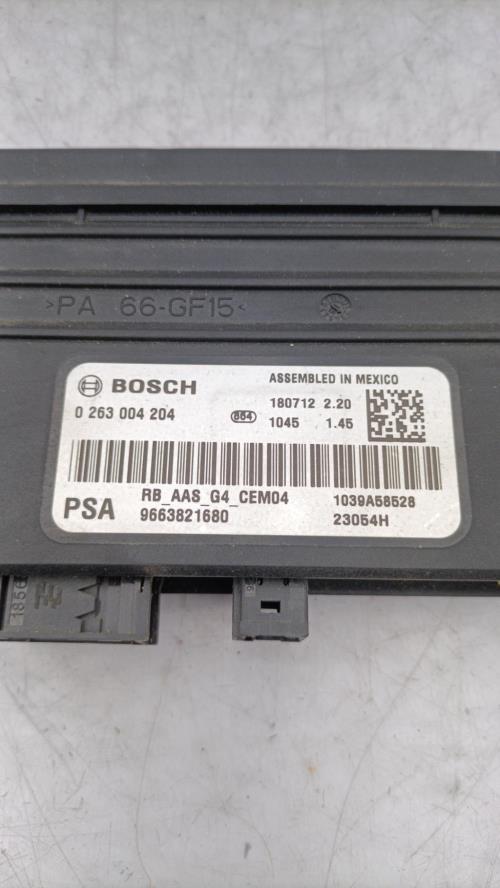 >PA 66-GF15<
BOSCH
ASSEMBLED IN MEXICO
0 263 004 204
864
180712 2.20
1045 1.45
RB_AAS_G4_CEM04
1039A58528
PSA
9663821680
23054H